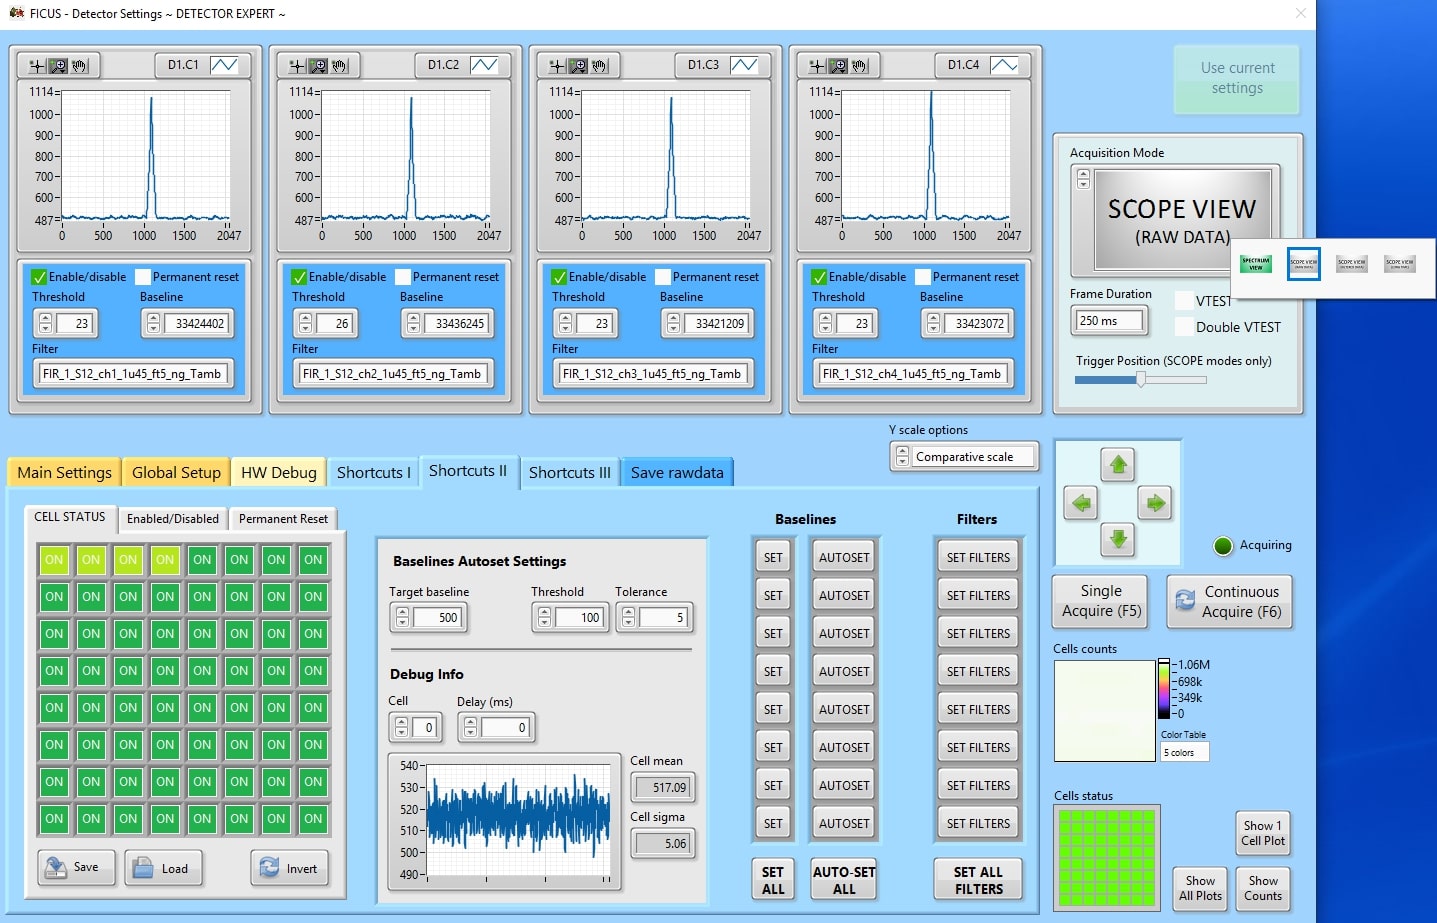 FICUS - Detector Settings ~ DETECTOR EXPERT ~
D1.C1
D1.C2
D1.C3
D1.C4
Use current
settings
1114
1000
900
800
700
600
487
0 500 1000 1500 2047
1114
1000
900
800
700
600
487
0 500 1000 1500 2047
1114
1000
900
800
700
600
487
0 500 1000 1500 2047
1114
1000
900
800
700
600
487
0 500 1000 1500 2047
Enable/disable Permanent reset
Threshold Baseline
23 33424402
Filter
FIR_1_S12_ch1_1u45_ft5_ng_Tamb
Enable/disable Permanent reset
Threshold Baseline
26 33436245
Filter
FIR_1_S12_ch2_1u45_ft5_ng_Tamb
Enable/disable Permanent reset
Threshold Baseline
23 33421209
Filter
FIR_1_S12_ch3_1u45_ft5_ng_Tamb
Enable/disable Permanent reset
Threshold Baseline
23 33423072
Filter
FIR_1_S12_ch4_1u45_ft5_ng_Tamb
Acquisition Mode
SCOPE VIEW
(RAW DATA)
SPECTRUM
VIEW
SCOPE VIEW
(RAW DATA)
SCOPE VIEW
SCOPE VIEW
Frame Duration
250 ms
VTEST
Double VTEST
Trigger Position (SCOPE modes only)
Y scale options
Comparative scale
Main Settings
Global Setup
HW Debug
Shortcuts I
Shortcuts II
Shortcuts III
Save rawdata
CELL STATUS
Enabled/Disabled
Permanent Reset
ON ON ON ON ON ON ON ON
ON ON ON ON ON ON ON ON
ON ON ON ON ON ON ON ON
ON ON ON ON ON ON ON ON
ON ON ON ON ON ON ON ON
ON ON ON ON ON ON ON ON
ON ON ON ON ON ON ON ON
ON ON ON ON ON ON ON ON
Save
Load
Invert
Baselines Autoset Settings
Target baseline Threshold Tolerance
500 100 5
Debug Info
Cell Delay (ms)
0 0
540
530
520
510
500
490
Cell mean
517.09
Cell sigma
5.06
Baselines
Filters
SET AUTOSET SET FILTERS
SET AUTOSET SET FILTERS
SET AUTOSET SET FILTERS
SET AUTOSET SET FILTERS
SET AUTOSET SET FILTERS
SET AUTOSET SET FILTERS
SET AUTOSET SET FILTERS
SET AUTOSET SET FILTERS
SET
ALL
AUTO-SET
ALL
SET ALL
FILTERS
Acquiring
Single
Acquire (F5)
Continuous
Acquire (F6)
Cells counts
1.06M
698k
349k
0
Color Table
5 colors
Cells status
Show 1
Cell Plot
Show
All Plots
Show
Counts